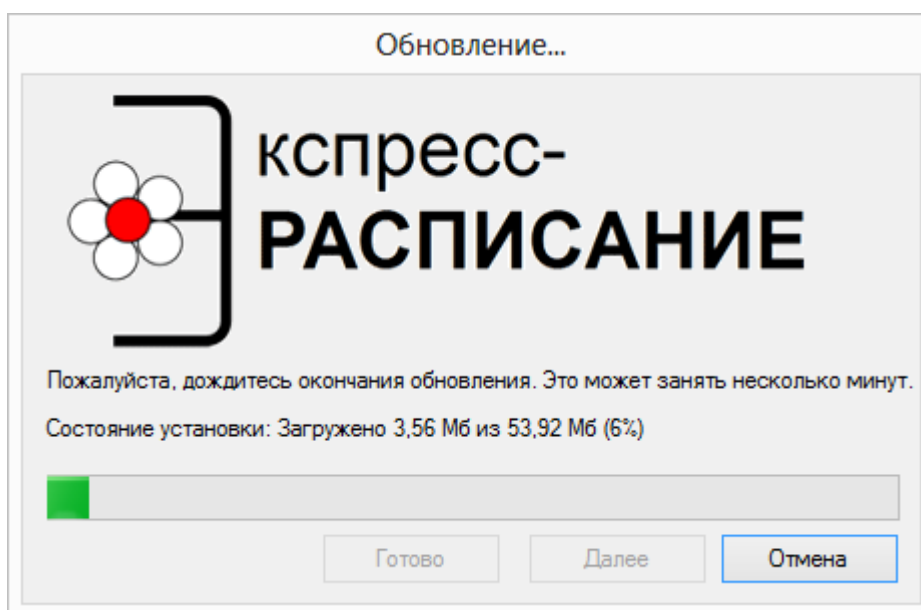 Обновление...
Экспресс-
РАСПИСАНИЕ
Пожалуйста, дождитесь окончания обновления. Это может занять несколько минут.
Состояние установки: Загружено 3,56 Мб из 53,92 Мб (6%)
Готово Далее Отмена